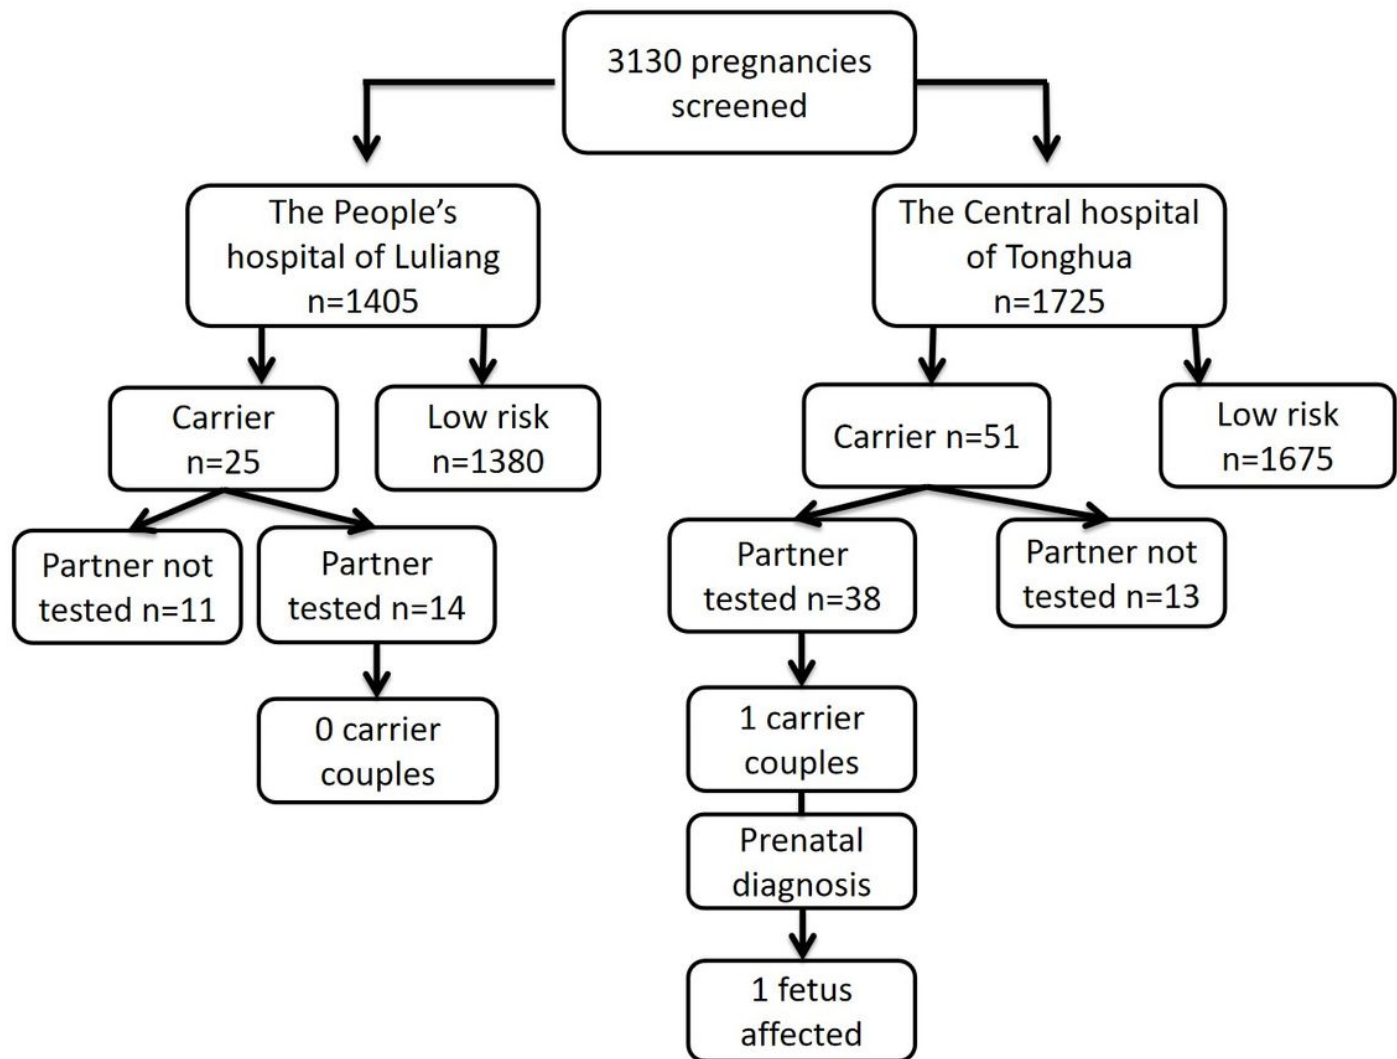 3130 pregnancies
screened
The People’s
hospital of Luliang
n=1405
The Central hospital
of Tonghua
n=1725
Carrier
n=25
Low risk
n=1380
Carrier n=51
Low risk
n=1675
Partner not
tested n=11
Partner
tested n=14
Partner
tested n=38
Partner not
tested n=13
0 carrier
couples
1 carrier
couples
Prenatal
diagnosis
1 fetus
affected